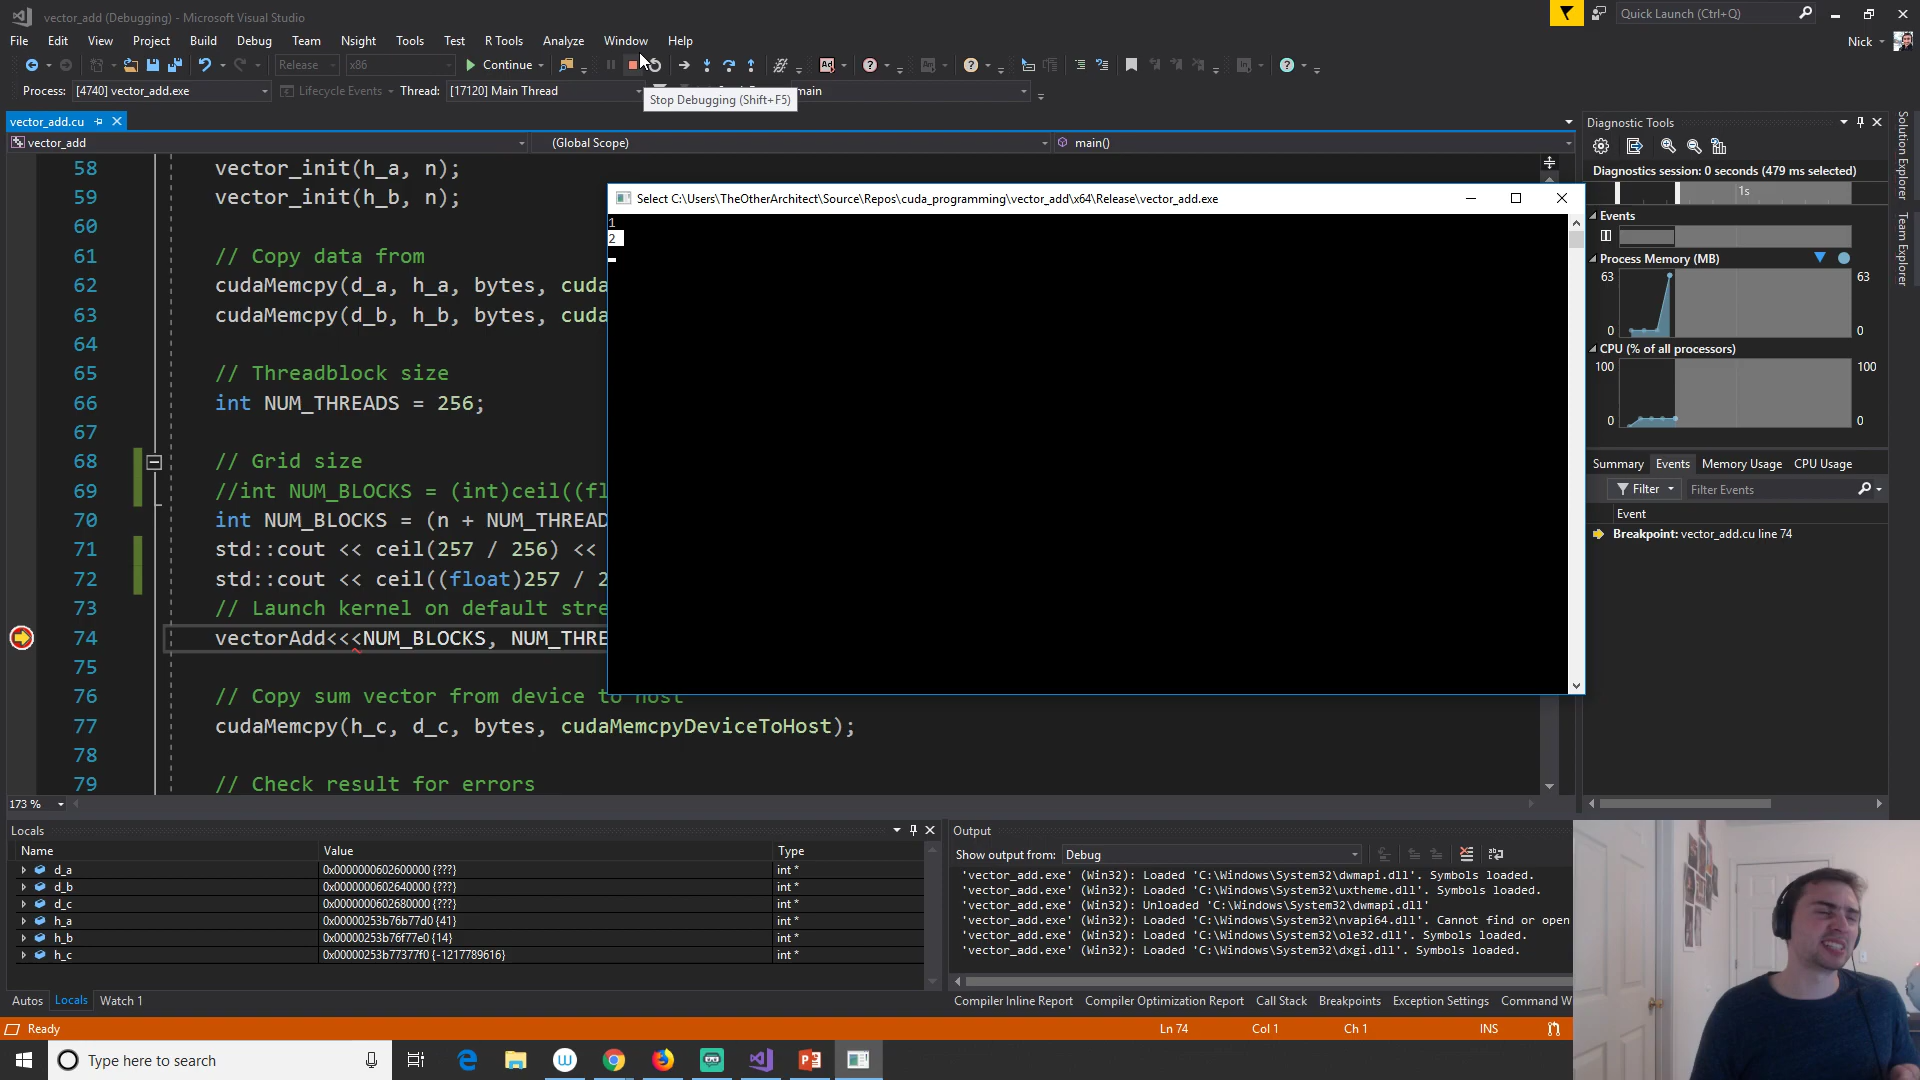 vector_add (Debugging) - Microsoft Visual Studio
Quick Launch (Ctrl+Q)
File Edit View Project Build Debug Team Nsight Tools Test R Tools Analyze Window Help
Nick
Release x86 Continue
Process: [4740] vector_add.exe Lifecycle Events Thread: [17120] Main Thread main
Stop Debugging (Shift+F5)
vector_add.cu
vector_add (Global Scope) main()
58 vector_init(h_a, n);
59 vector_init(h_b, n);
60
61 // Copy data from
62 cudaMemcpy(d_a, h_a, bytes, cuda
63 cudaMemcpy(d_b, h_b, bytes, cuda
64
65 // Threadblock size
66 int NUM_THREADS = 256;
67
68 // Grid size
69 //int NUM_BLOCKS = (int)ceil((fl
70 int NUM_BLOCKS = (n + NUM_THREAD
71 std::cout << ceil(257 / 256) <<
72 std::cout << ceil((float)257 / 2
73 // Launch kernel on default stre
74 vectorAdd<<<NUM_BLOCKS, NUM_THRE
75
76 // Copy sum vector from device to host
77 cudaMemcpy(h_c, d_c, bytes, cudaMemcpyDeviceToHost);
78
79 // Check result for errors
173 %
Select C:\Users\TheOtherArchitect\Source\Repos\cuda_programming\vector_add\x64\Release\vector_add.exe
1
2
Diagnostic Tools
Diagnostics session: 0 seconds (479 ms selected)
1s
Events
Process Memory (MB)
63 63
0 0
CPU (% of all processors)
100 100
0 0
Summary Events Memory Usage CPU Usage
Filter Filter Events
Event
Breakpoint: vector_add.cu line 74
Solution Explorer
Team Explorer
Locals
Name Value Type
d_a 0x0000000602600000 {???} int *
d_b 0x0000000602640000 {???} int *
d_c 0x0000000602680000 {???} int *
h_a 0x00000253b76b77d0 {41} int *
h_b 0x00000253b76f77e0 {14} int *
h_c 0x00000253b77377f0 {-1217789616} int *
Autos Locals Watch 1
Output
Show output from: Debug
'vector_add.exe' (Win32): Loaded 'C:\Windows\System32\dwmapi.dll'. Symbols loaded.
'vector_add.exe' (Win32): Loaded 'C:\Windows\System32\uxtheme.dll'. Symbols loaded.
'vector_add.exe' (Win32): Unloaded 'C:\Windows\System32\dwmapi.dll'
'vector_add.exe' (Win32): Loaded 'C:\Windows\System32\nvapi64.dll'. Cannot find or open
'vector_add.exe' (Win32): Loaded 'C:\Windows\System32\ole32.dll'. Symbols loaded.
'vector_add.exe' (Win32): Loaded 'C:\Windows\System32\dxgi.dll'. Symbols loaded.
Compiler Inline Report Compiler Optimization Report Call Stack Breakpoints Exception Settings Command W
Ready Ln 74 Col 1 Ch 1 INS
Type here to search